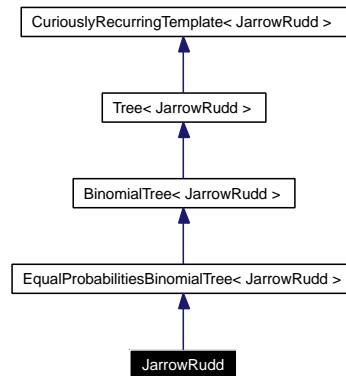 CuriouslyRecurringTemplate< JarrowRudd >
Tree< JarrowRudd >
BinomialTree< JarrowRudd >
EqualProbabilitiesBinomialTree< JarrowRudd >
JarrowRudd